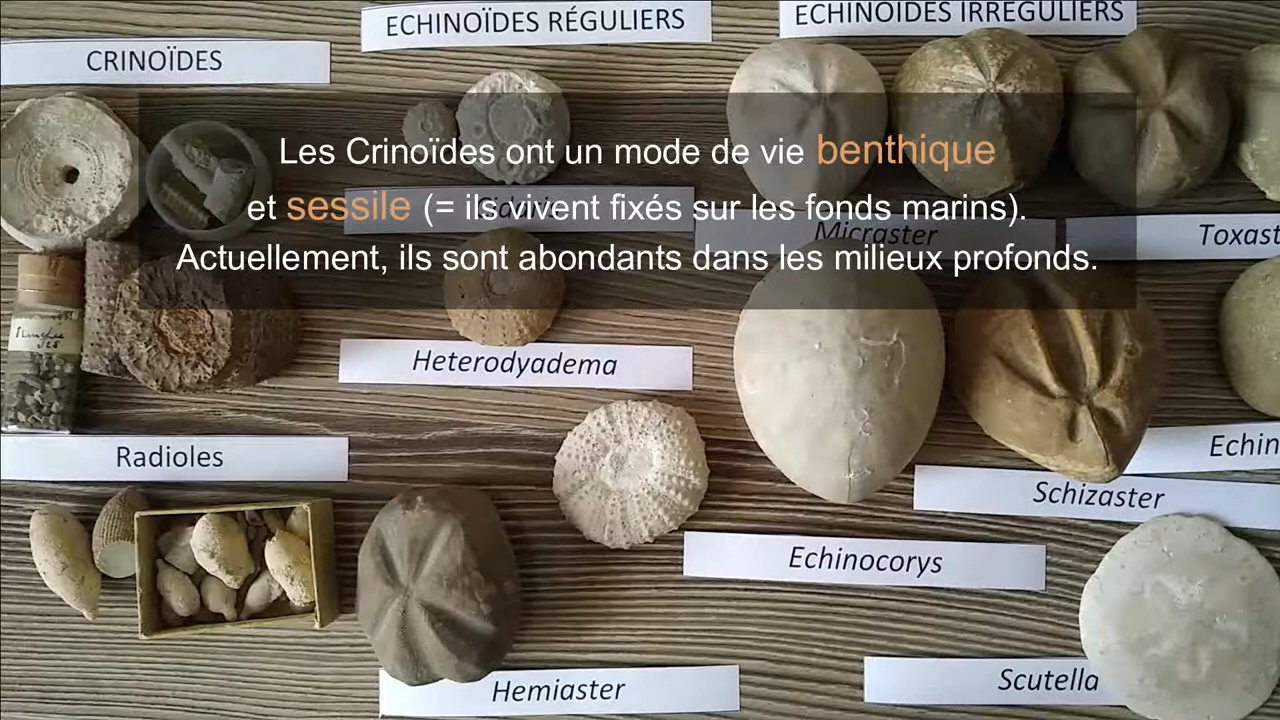 ECHINOÏDES RÉGULIERS
ECHINOÏDES IRRÉGULIERS
CRINOÏDES
Les Crinoïdes ont un mode de vie benthique
et sessile (= ils vivent fixés sur les fonds marins).
Actuellement, ils sont abondants dans les milieux profonds.
Cidaris
Micraster
Toxast
Heterodyadema
Radioles
Echin
Schizaster
Echinocorys
Hemiaster
Scutella